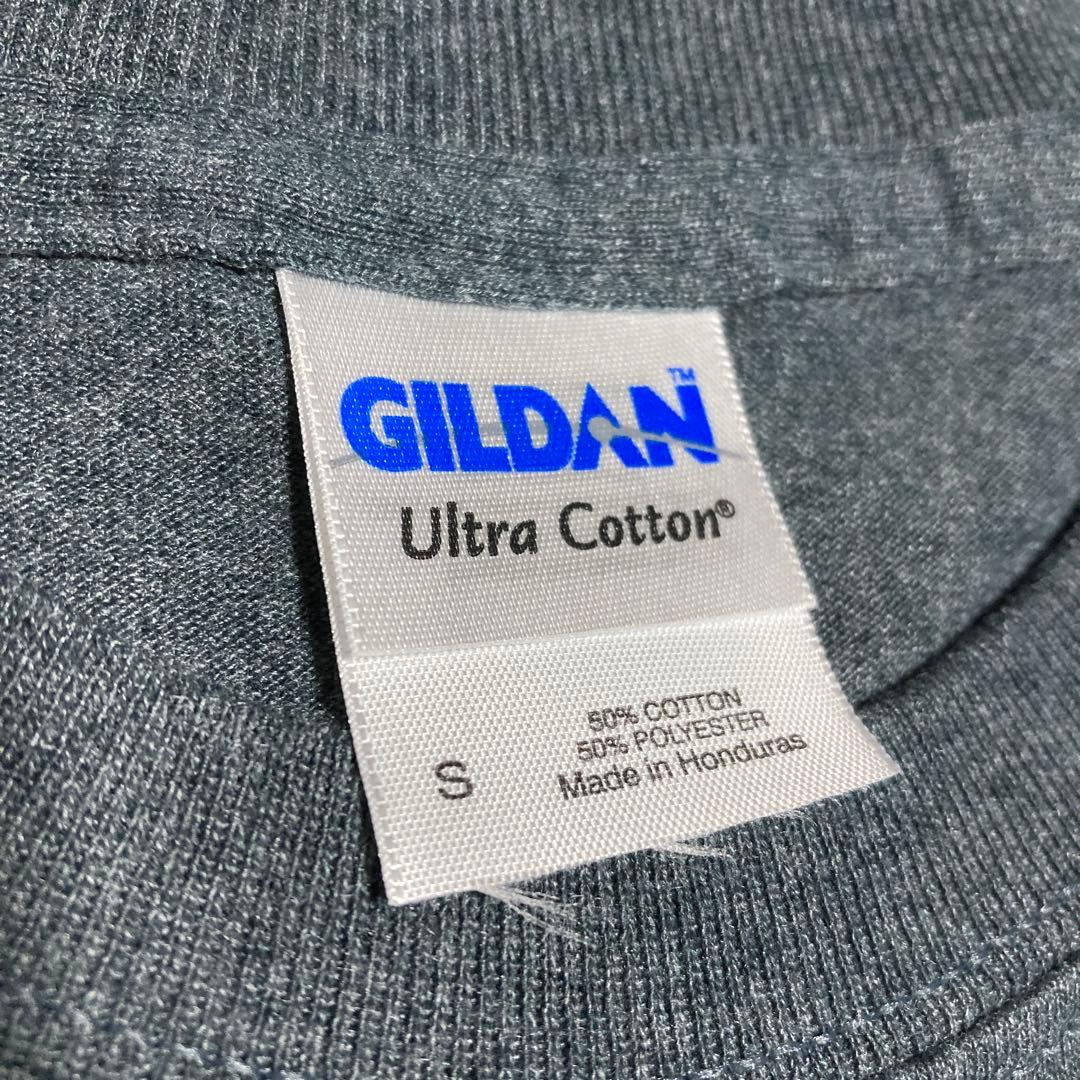 GILDAN™
Ultra Cotton®
50% COTTON
50% POLYESTER
S
Made in Honduras